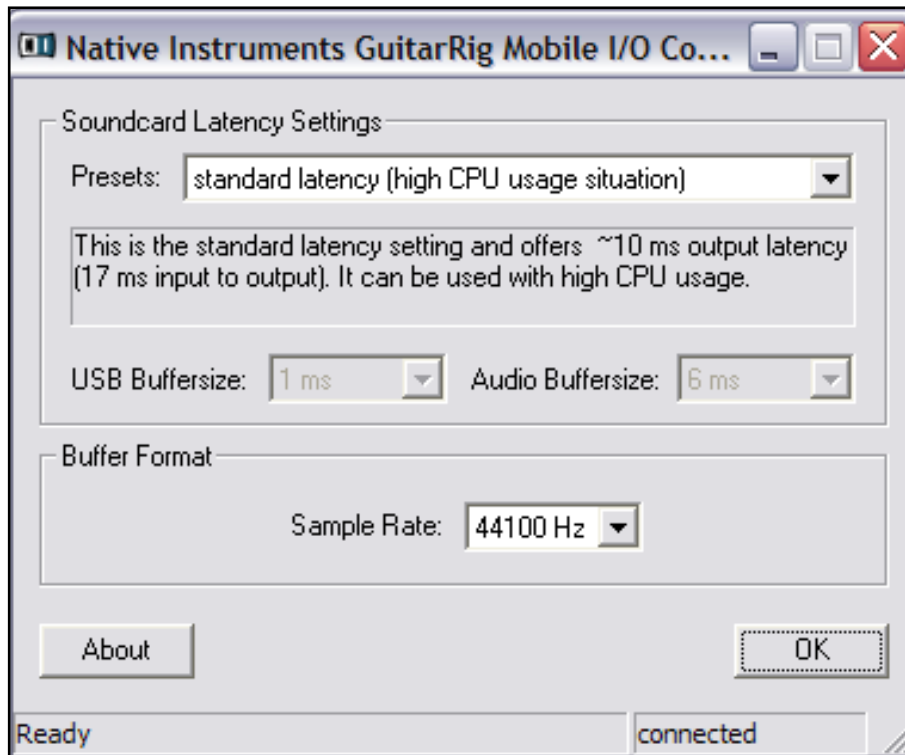 Native Instruments GuitarRig Mobile I/O Co...
Soundcard Latency Settings
Presets: standard latency (high CPU usage situation)
This is the standard latency setting and offers ~10 ms output latency
(17 ms input to output). It can be used with high CPU usage.
USB Buffersize: 1 ms Audio Buffersize: 6 ms
Buffer Format
Sample Rate: 44100 Hz
About OK
Ready connected